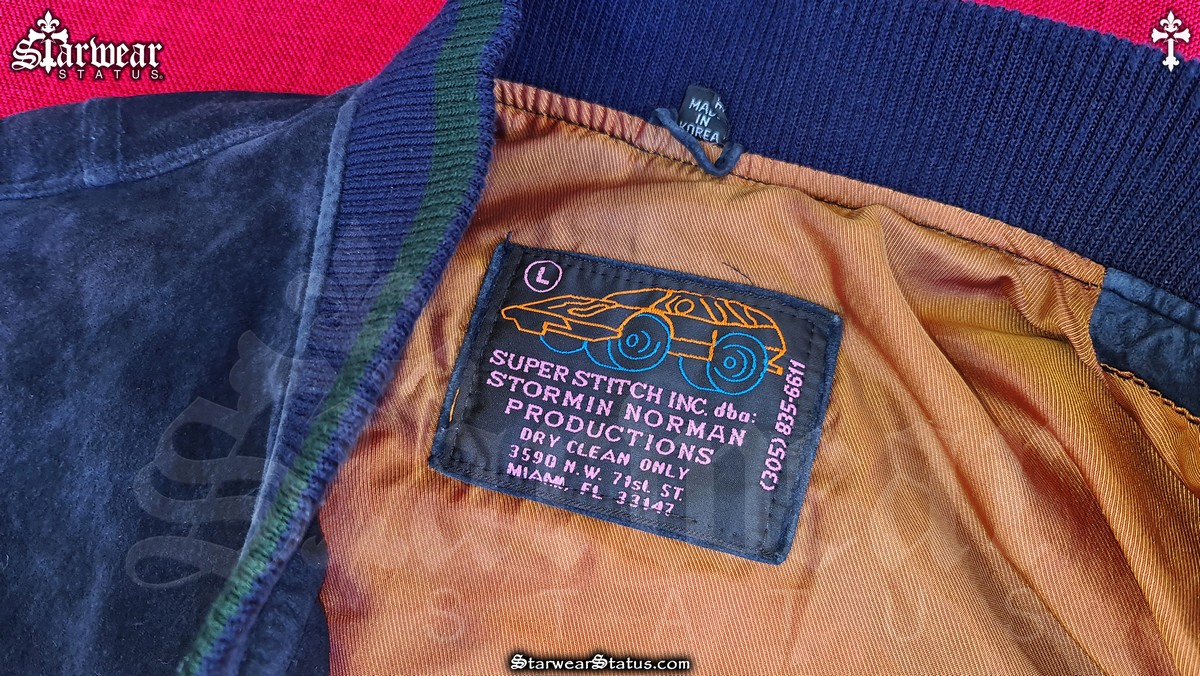 Starwear
STATUS
MADE
IN
KOREA
L
SUPER STITCH INC. dba:
STORMIN NORMAN
PRODUCTIONS
DRY CLEAN ONLY
3590 N.W. 71st. ST.
MIAMI, FL 33147
(305) 835-6611
STARWEARSTATUS.COM